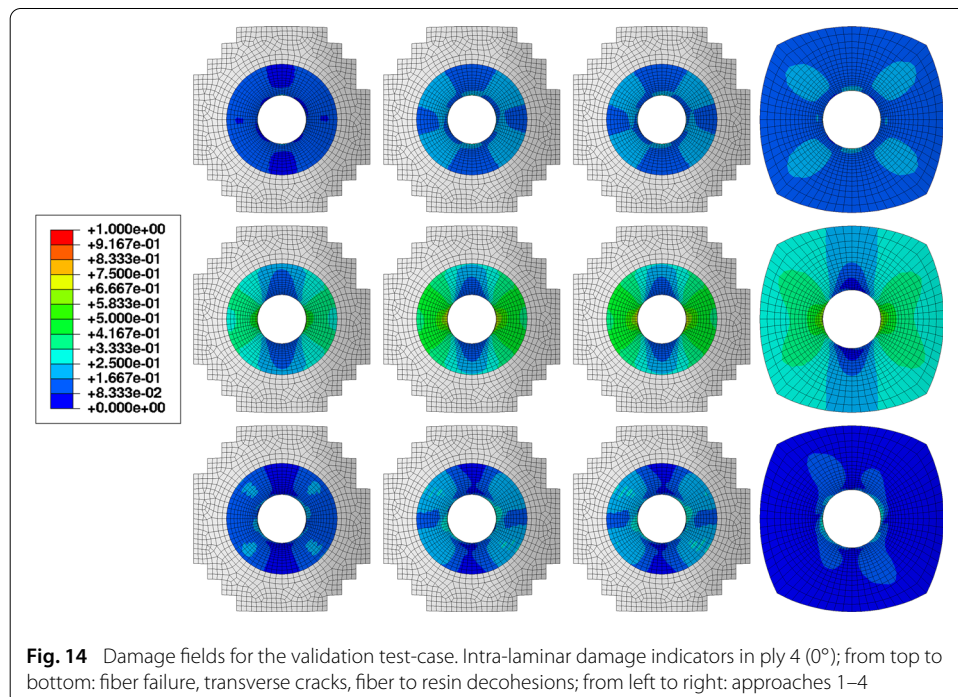 +1.000e+00
+9.167e-01
+8.333e-01
+7.500e-01
+6.667e-01
+5.833e-01
+5.000e-01
+4.167e-01
+3.333e-01
+2.500e-01
+1.667e-01
+8.333e-02
+0.000e+00
Fig. 14 Damage fields for the validation test-case. Intra-laminar damage indicators in ply 4 (0°); from top to
bottom: fiber failure, transverse cracks, fiber to resin decohesions; from left to right: approaches 1–4